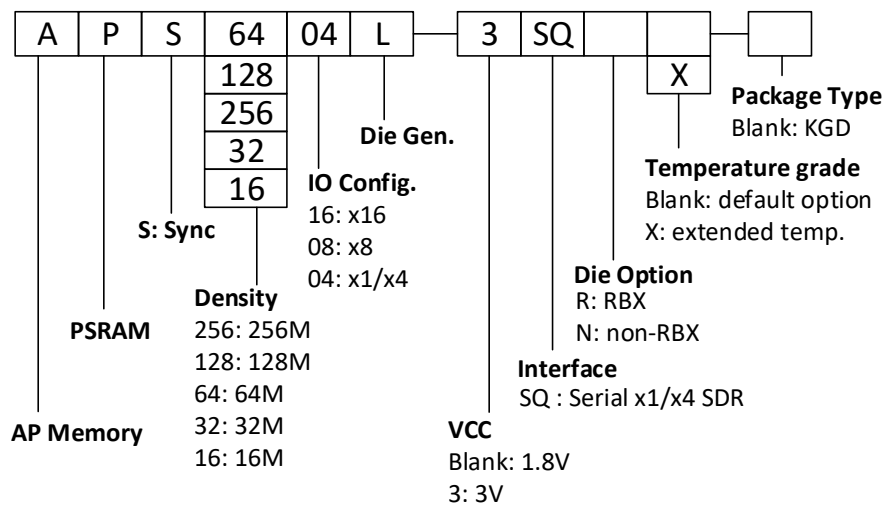 A P S 64 04 L 3 SQ
128
256
32
16
X
Package Type
Blank: KGD
Die Gen.
Temperature grade
Blank: default option
X: extended temp.
IO Config.
16: x16
08: x8
04: x1/x4
S: Sync
Die Option
R: RBX
N: non-RBX
Density
256: 256M
128: 128M
64: 64M
32: 32M
16: 16M
PSRAM
Interface
SQ : Serial x1/x4 SDR
AP Memory
VCC
Blank: 1.8V
3: 3V